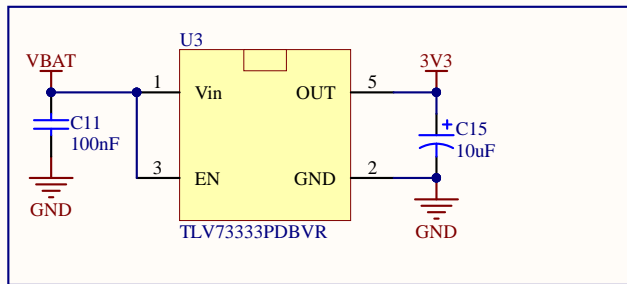 U3
VBAT
3V3
1
Vin
OUT
5
C11
100nF
C15
10uF
3
EN
GND
2
GND
GND
TLV73333PDBVR